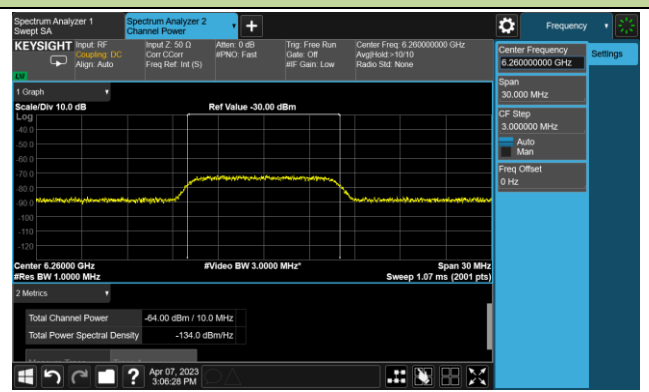 Spectrum Analyzer 1
Swept SA
Spectrum Analyzer 2
Channel Power
Frequency
KEYSIGHT
Input: RF
Coupling: DC
Align: Auto
Input Z: 50 Ω
Corr CCorr
Freq Ref: Int (S)
Atten: 0 dB
#PNO: Fast
Trig: Free Run
Gate: Off
#IF Gain: Low
Center Freq: 6.260000000 GHz
Avg|Hold:>10/10
Radio Std: None
Center Frequency
6.260000000 GHz
Settings
Span
30.000 MHz
CF Step
3.000000 MHz
Auto
Man
Freq Offset
0 Hz
1 Graph
Scale/Div 10.0 dB
Ref Value -30.00 dBm
Log
-40.0
-50.0
-60.0
-70.0
-80.0
-90.0
-100
-110
-120
Center 6.26000 GHz
#Video BW 3.0000 MHz*
Span 30 MHz
#Res BW 1.0000 MHz
Sweep 1.07 ms (2001 pts)
2 Metrics
Total Channel Power
-64.00 dBm / 10.0 MHz
Total Power Spectral Density
-134.0 dBm/Hz
?
Apr 07, 2023
3:06:28 PM